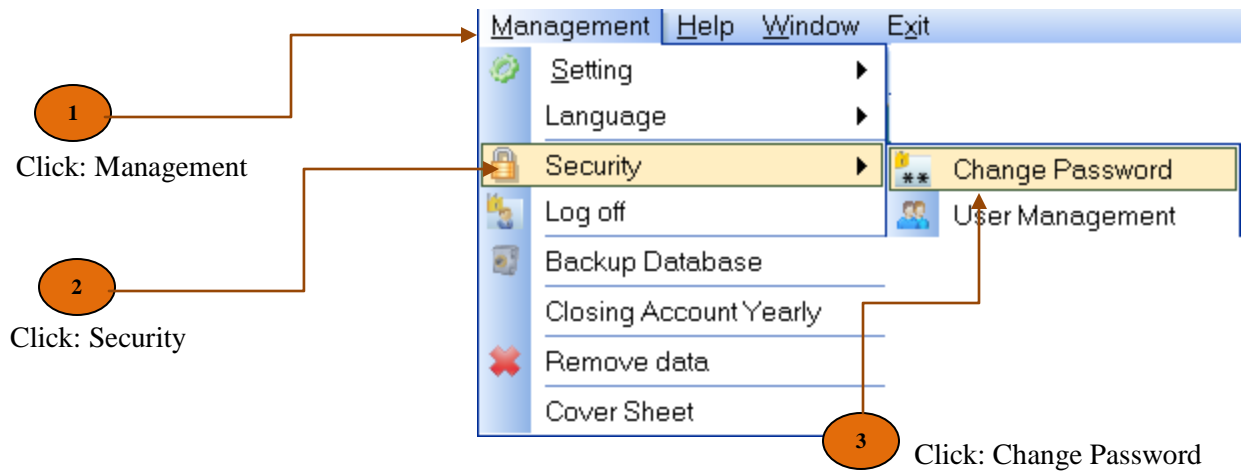 Management Help Window Exit
Setting
1
Language
Click: Management
Security
Change Password
Log off
User Management
2
Backup Database
Click: Security
Closing Account Yearly
Remove data
Cover Sheet
3
Click: Change Password